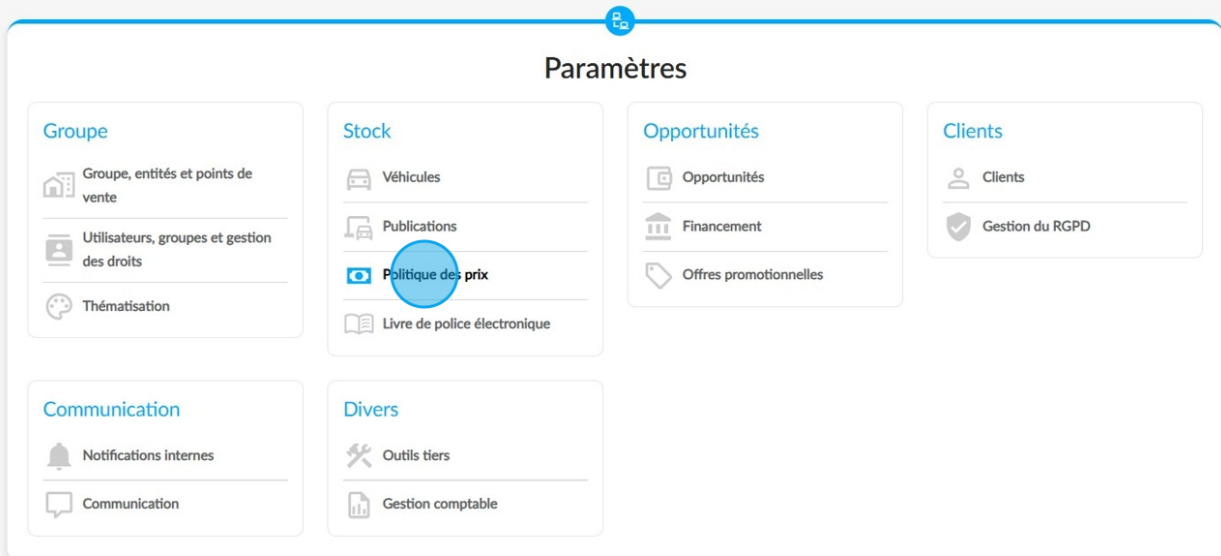 Paramètres
Groupe
Groupe, entités et points de
vente
Utilisateurs, groupes et gestion
des droits
Thématisation
Stock
Véhicules
Publications
Politique des prix
Livre de police électronique
Opportunités
Opportunités
Financement
Offres promotionnelles
Clients
Clients
Gestion du RGPD
Communication
Notifications internes
Communication
Divers
Outils tiers
Gestion comptable